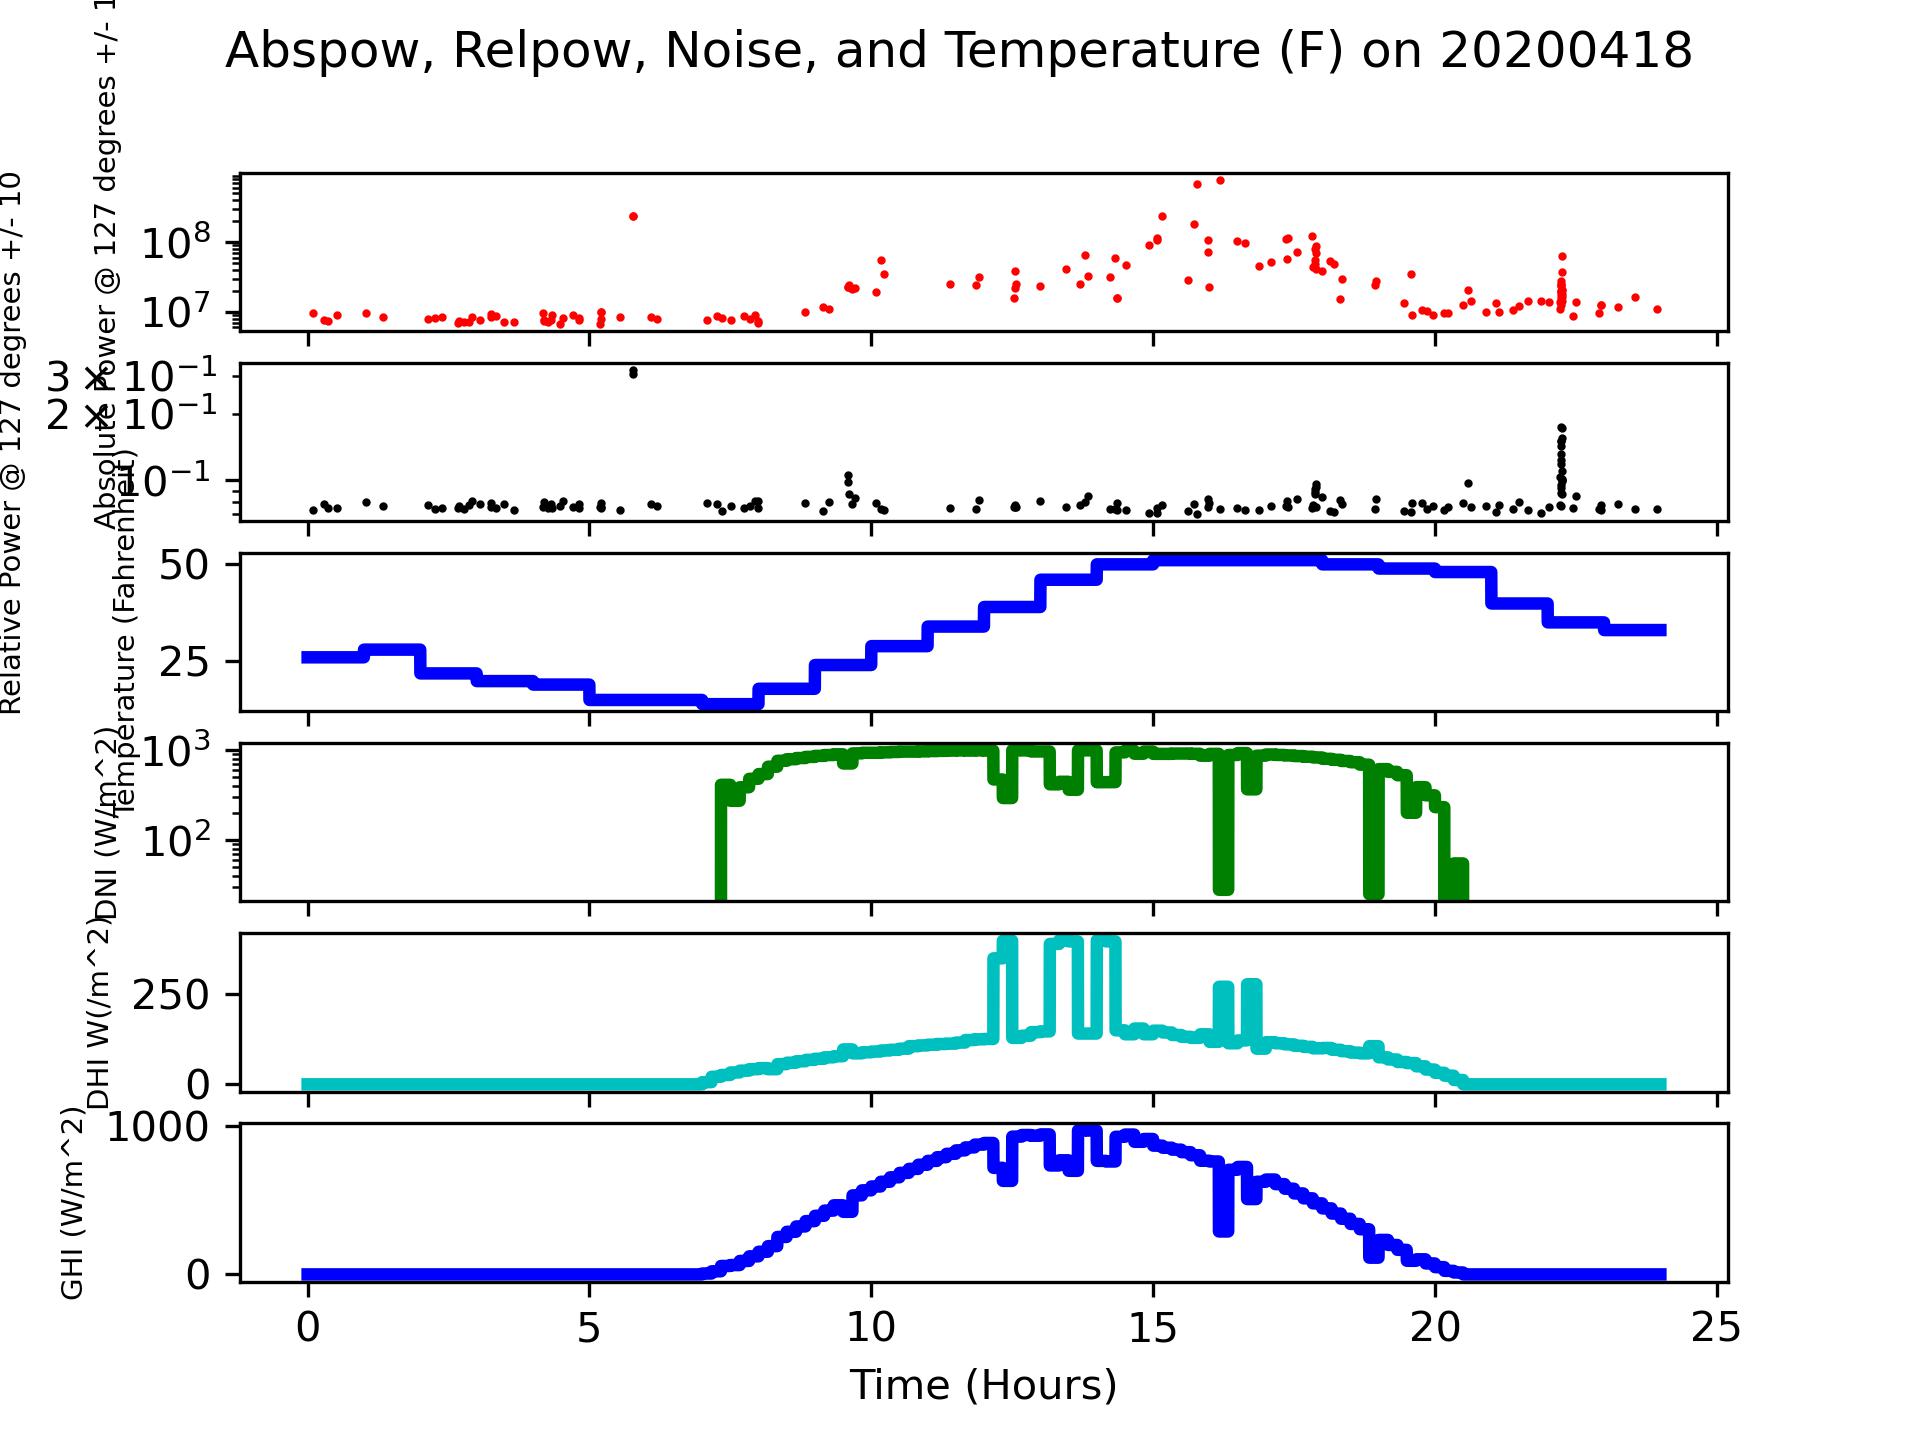 Abspow, Relpow, Noise, and Temperature (F) on 20200418
Absolute Power @ 127 degrees +/- 1
10^8
10^7
Relative Power @ 127 degrees +/- 10
3 × 10^-1
2 × 10^-1
10^-1
Temperature (Fahrenheit)
50
25
DNI (W/m^2)
10^3
10^2
DHI W(/m^2)
250
0
GHI (W/m^2)
1000
0
0 5 10 15 20 25
Time (Hours)